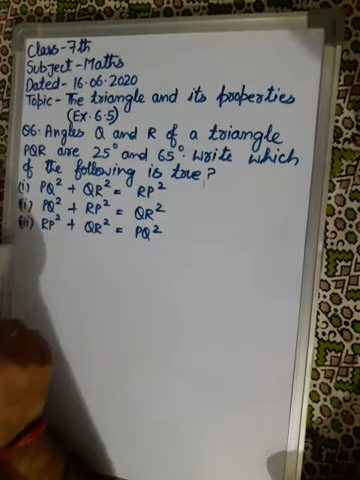 Class-7th
Subject-Maths
Dated-16.06.2020
Topic-The triangle and its properties
(Ex-6.5)
Q6. Angles Q and R of a triangle
PQR are 25° and 65°. Write which
of the following is true?
(i) PQ² + QR² = RP²
(ii) PQ² + RP² = QR²
(iii) RP² + QR² = PQ²